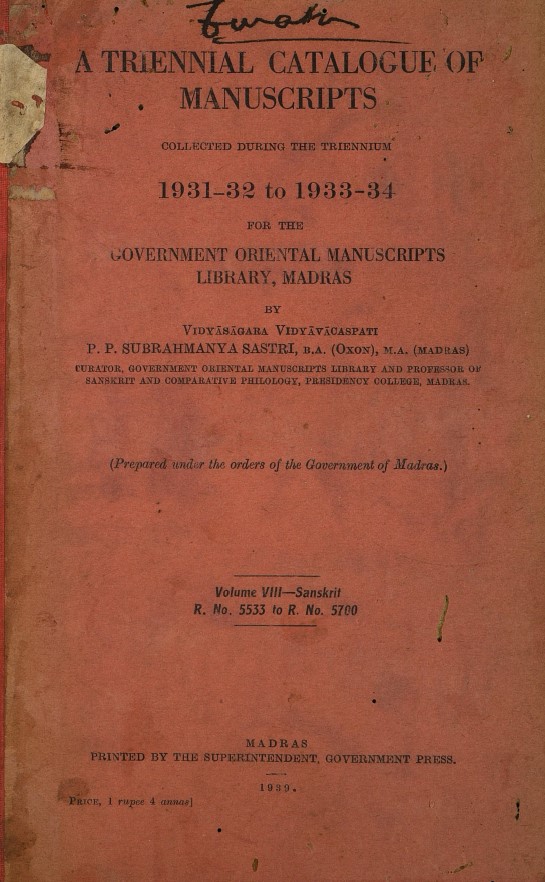 A TRIENNIAL CATALOGUE OF
MANUSCRIPTS
COLLECTED DURING THE TRIENNIUM
1931-32 to 1933-34
FOR THE
GOVERNMENT ORIENTAL MANUSCRIPTS
LIBRARY, MADRAS
BY
VIDYĀSĀGARA VIDYĀVĀCASPATI
P. P. SUBRAHMANYA SASTRI, B.A. (OXON), M.A. (MADRAS)
CURATOR, GOVERNMENT ORIENTAL MANUSCRIPTS LIBRARY AND PROFESSOR OF
SANSKRIT AND COMPARATIVE PHILOLOGY, PRESIDENCY COLLEGE, MADRAS.
(Prepared under the orders of the Government of Madras.)
Volume VIII—Sanskrit
R. No. 5533 to R. No. 5700
MADRAS
PRINTED BY THE SUPERINTENDENT, GOVERNMENT PRESS.
1939.
PRICE, 1 rupee 4 annas]